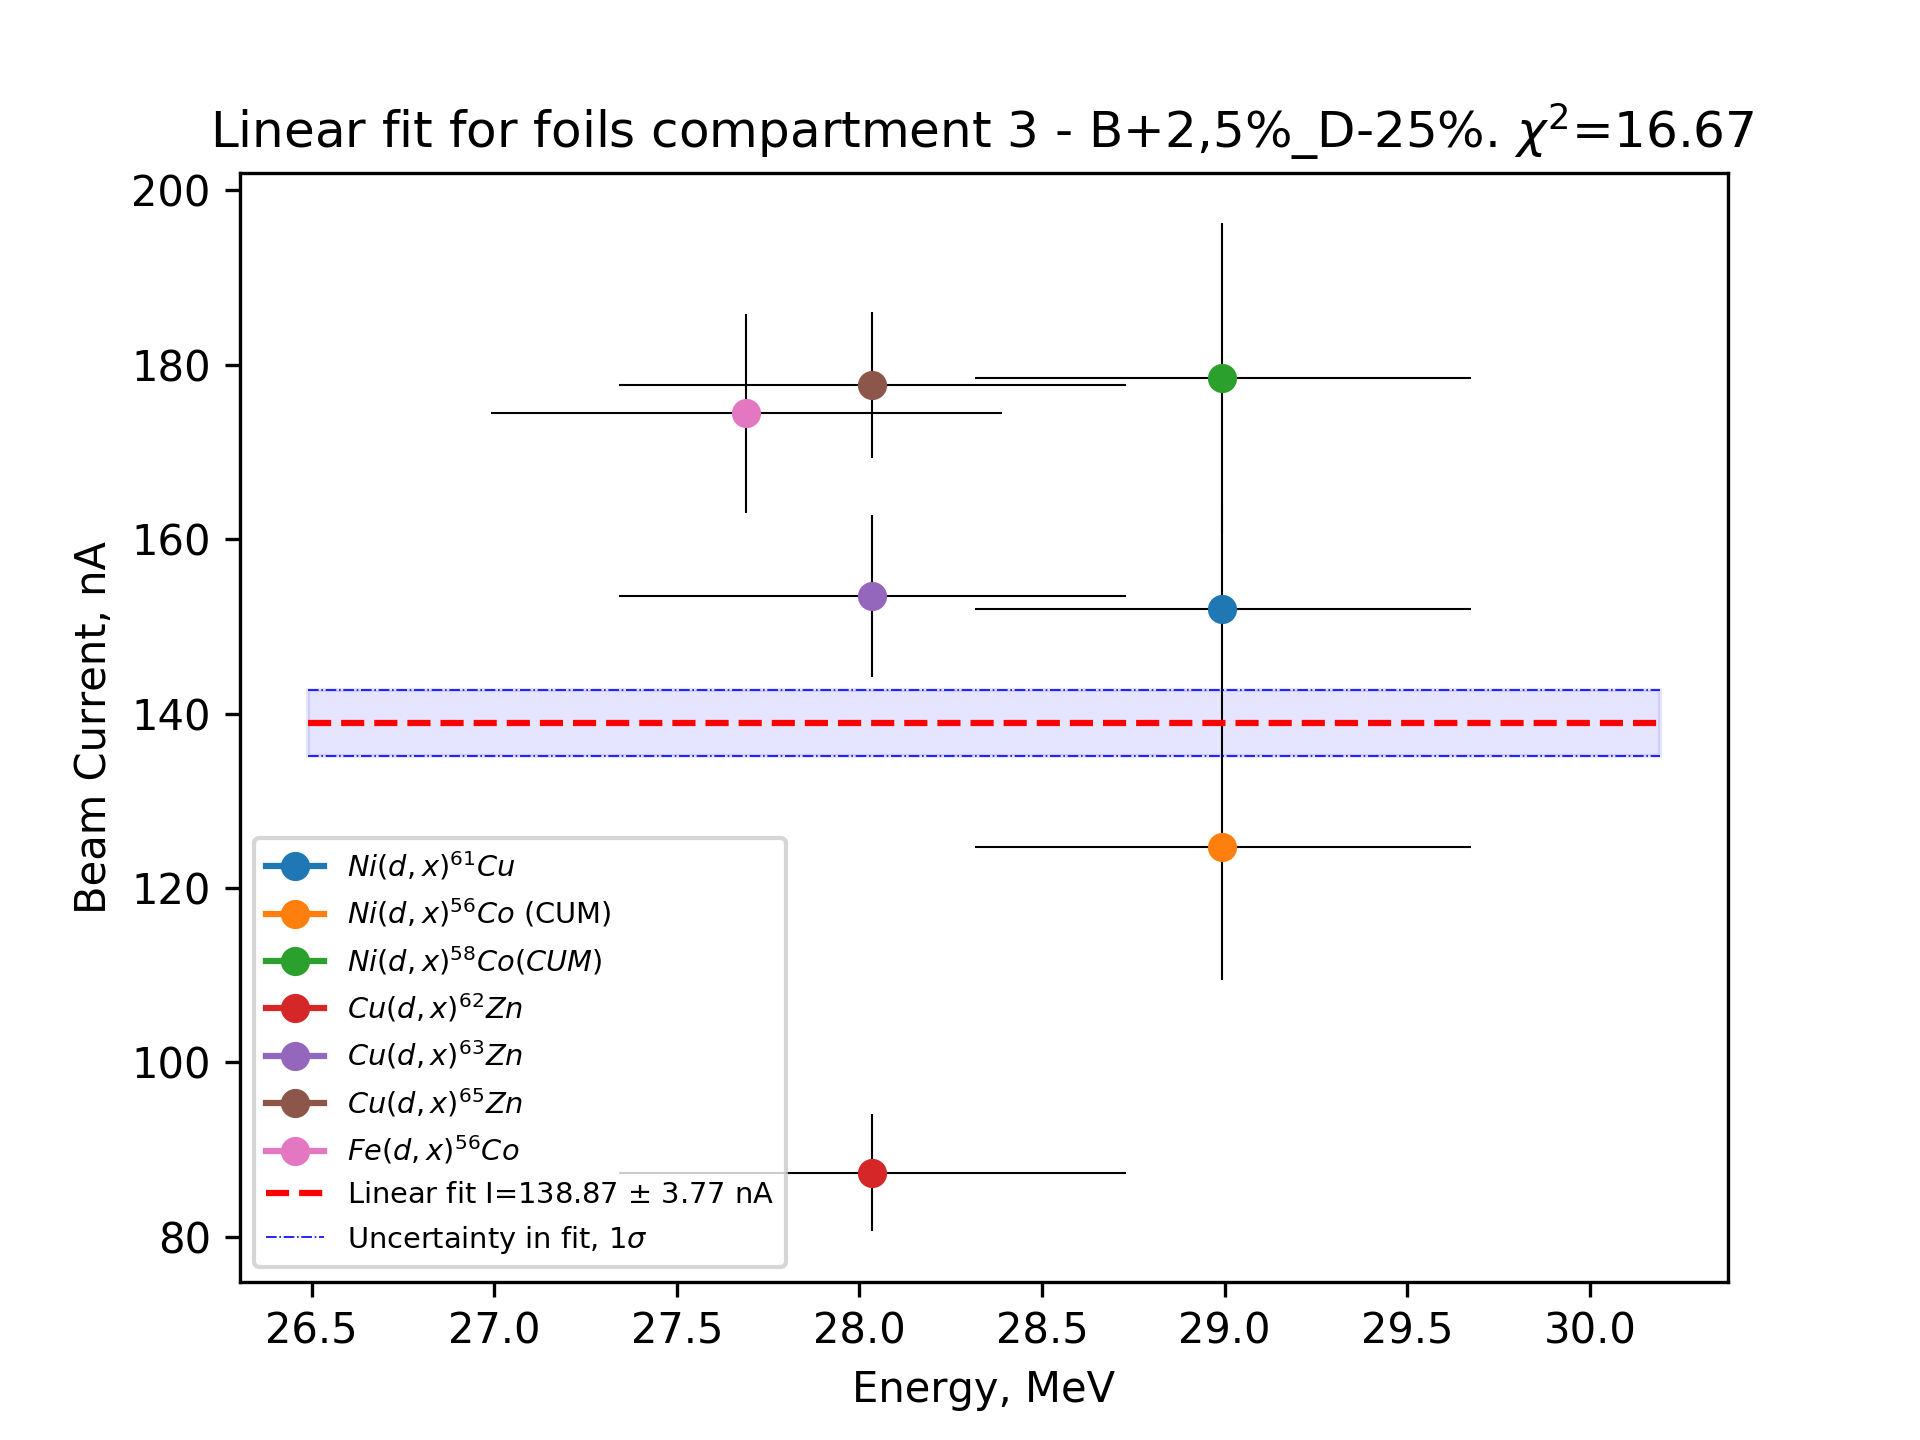 Linear fit for foils compartment 3 - B+2,5%_D-25%. χ²=16.67
200
180
160
140
120
100
80
Beam Current, nA
Ni(d,x)⁶¹Cu
Ni(d,x)⁵⁶Co (CUM)
Ni(d,x)⁵⁸Co(CUM)
Cu(d,x)⁶²Zn
Cu(d,x)⁶³Zn
Cu(d,x)⁶⁵Zn
Fe(d,x)⁵⁶Co
Linear fit I=138.87 ± 3.77 nA
Uncertainty in fit, 1σ
26.5 27.0 27.5 28.0 28.5 29.0 29.5 30.0
Energy, MeV